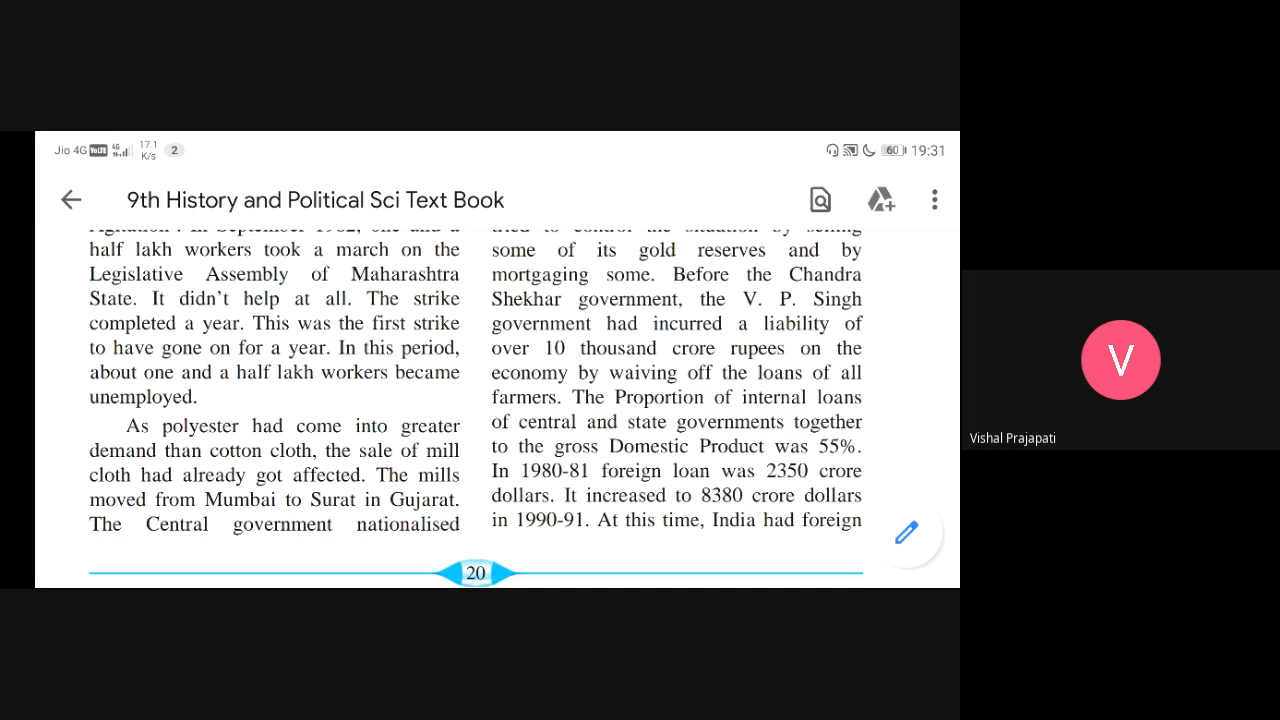 Jio 4G VoLTE 4G 17.1 K/s 2
60 19:31
9th History and Political Sci Text Book
half lakh workers took a march on the
Legislative Assembly of Maharashtra
State. It didn't help at all. The strike
completed a year. This was the first strike
to have gone on for a year. In this period,
about one and a half lakh workers became
unemployed.
As polyester had come into greater
demand than cotton cloth, the sale of mill
cloth had already got affected. The mills
moved from Mumbai to Surat in Gujarat.
The Central government nationalised
some of its gold reserves and by
mortgaging some. Before the Chandra
Shekhar government, the V. P. Singh
government had incurred a liability of
over 10 thousand crore rupees on the
economy by waiving off the loans of all
farmers. The Proportion of internal loans
of central and state governments together
to the gross Domestic Product was 55%.
In 1980-81 foreign loan was 2350 crore
dollars. It increased to 8380 crore dollars
in 1990-91. At this time, India had foreign
20
V
Vishal Prajapati